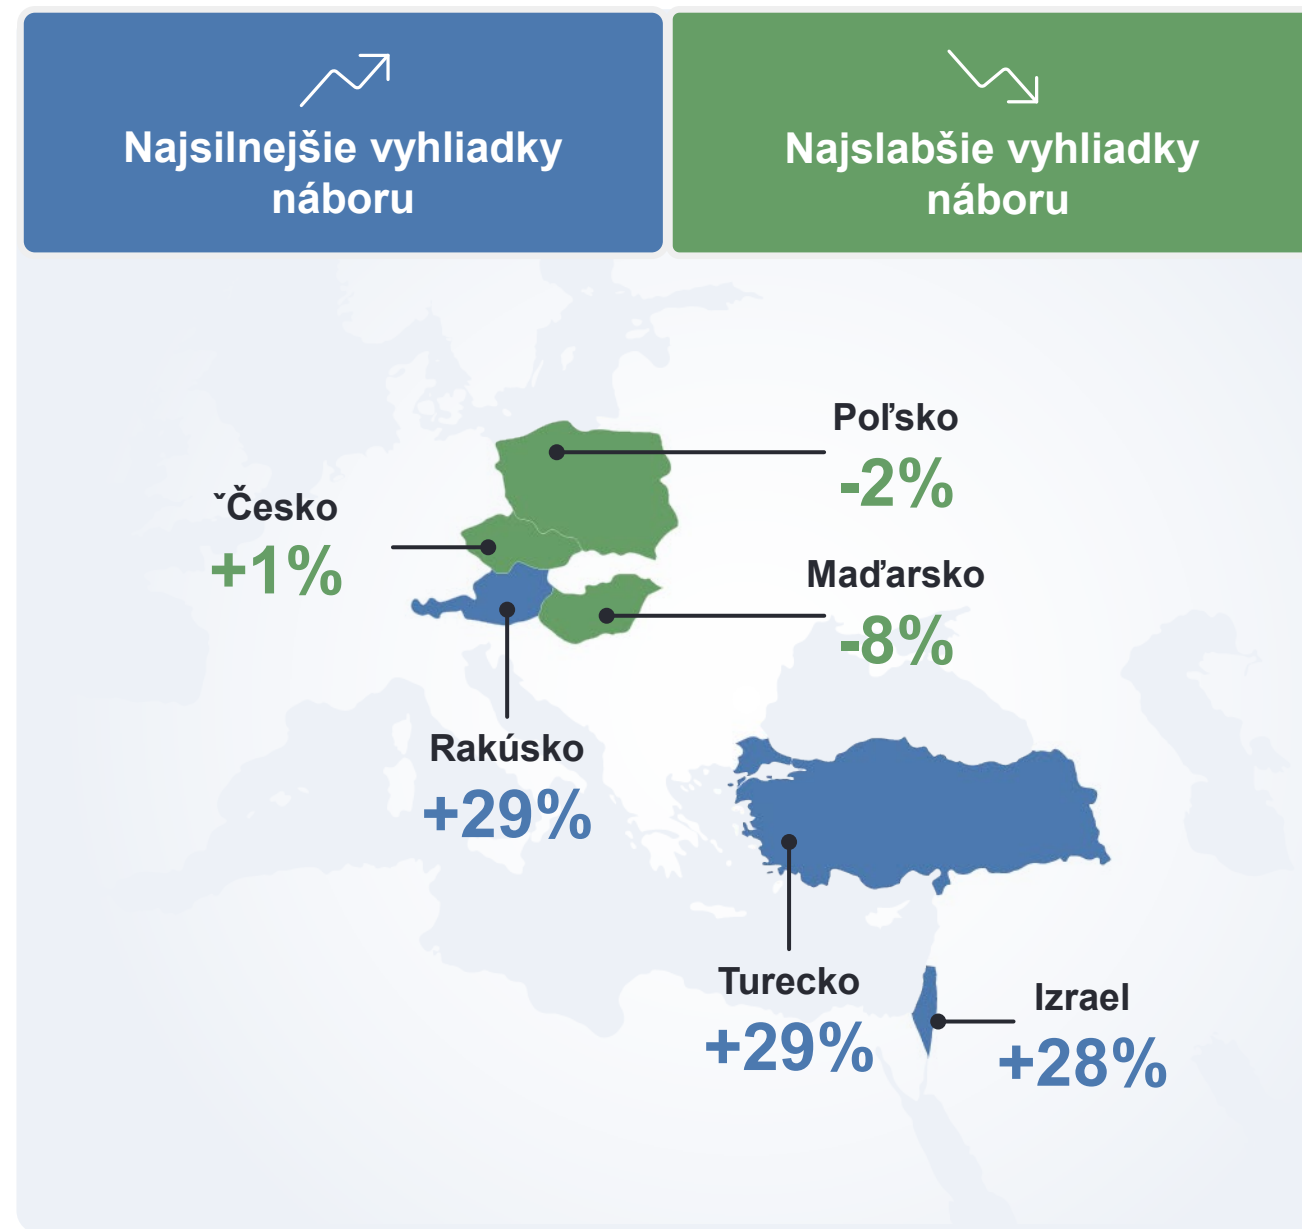 Najsilnejšie vyhliadky
náboru
Najslabšie vyhliadky
náboru
Poľsko
-2%
ˇČesko
+1%
Maďarsko
-8%
Rakúsko
+29%
Turecko
+29%
Izrael
+28%